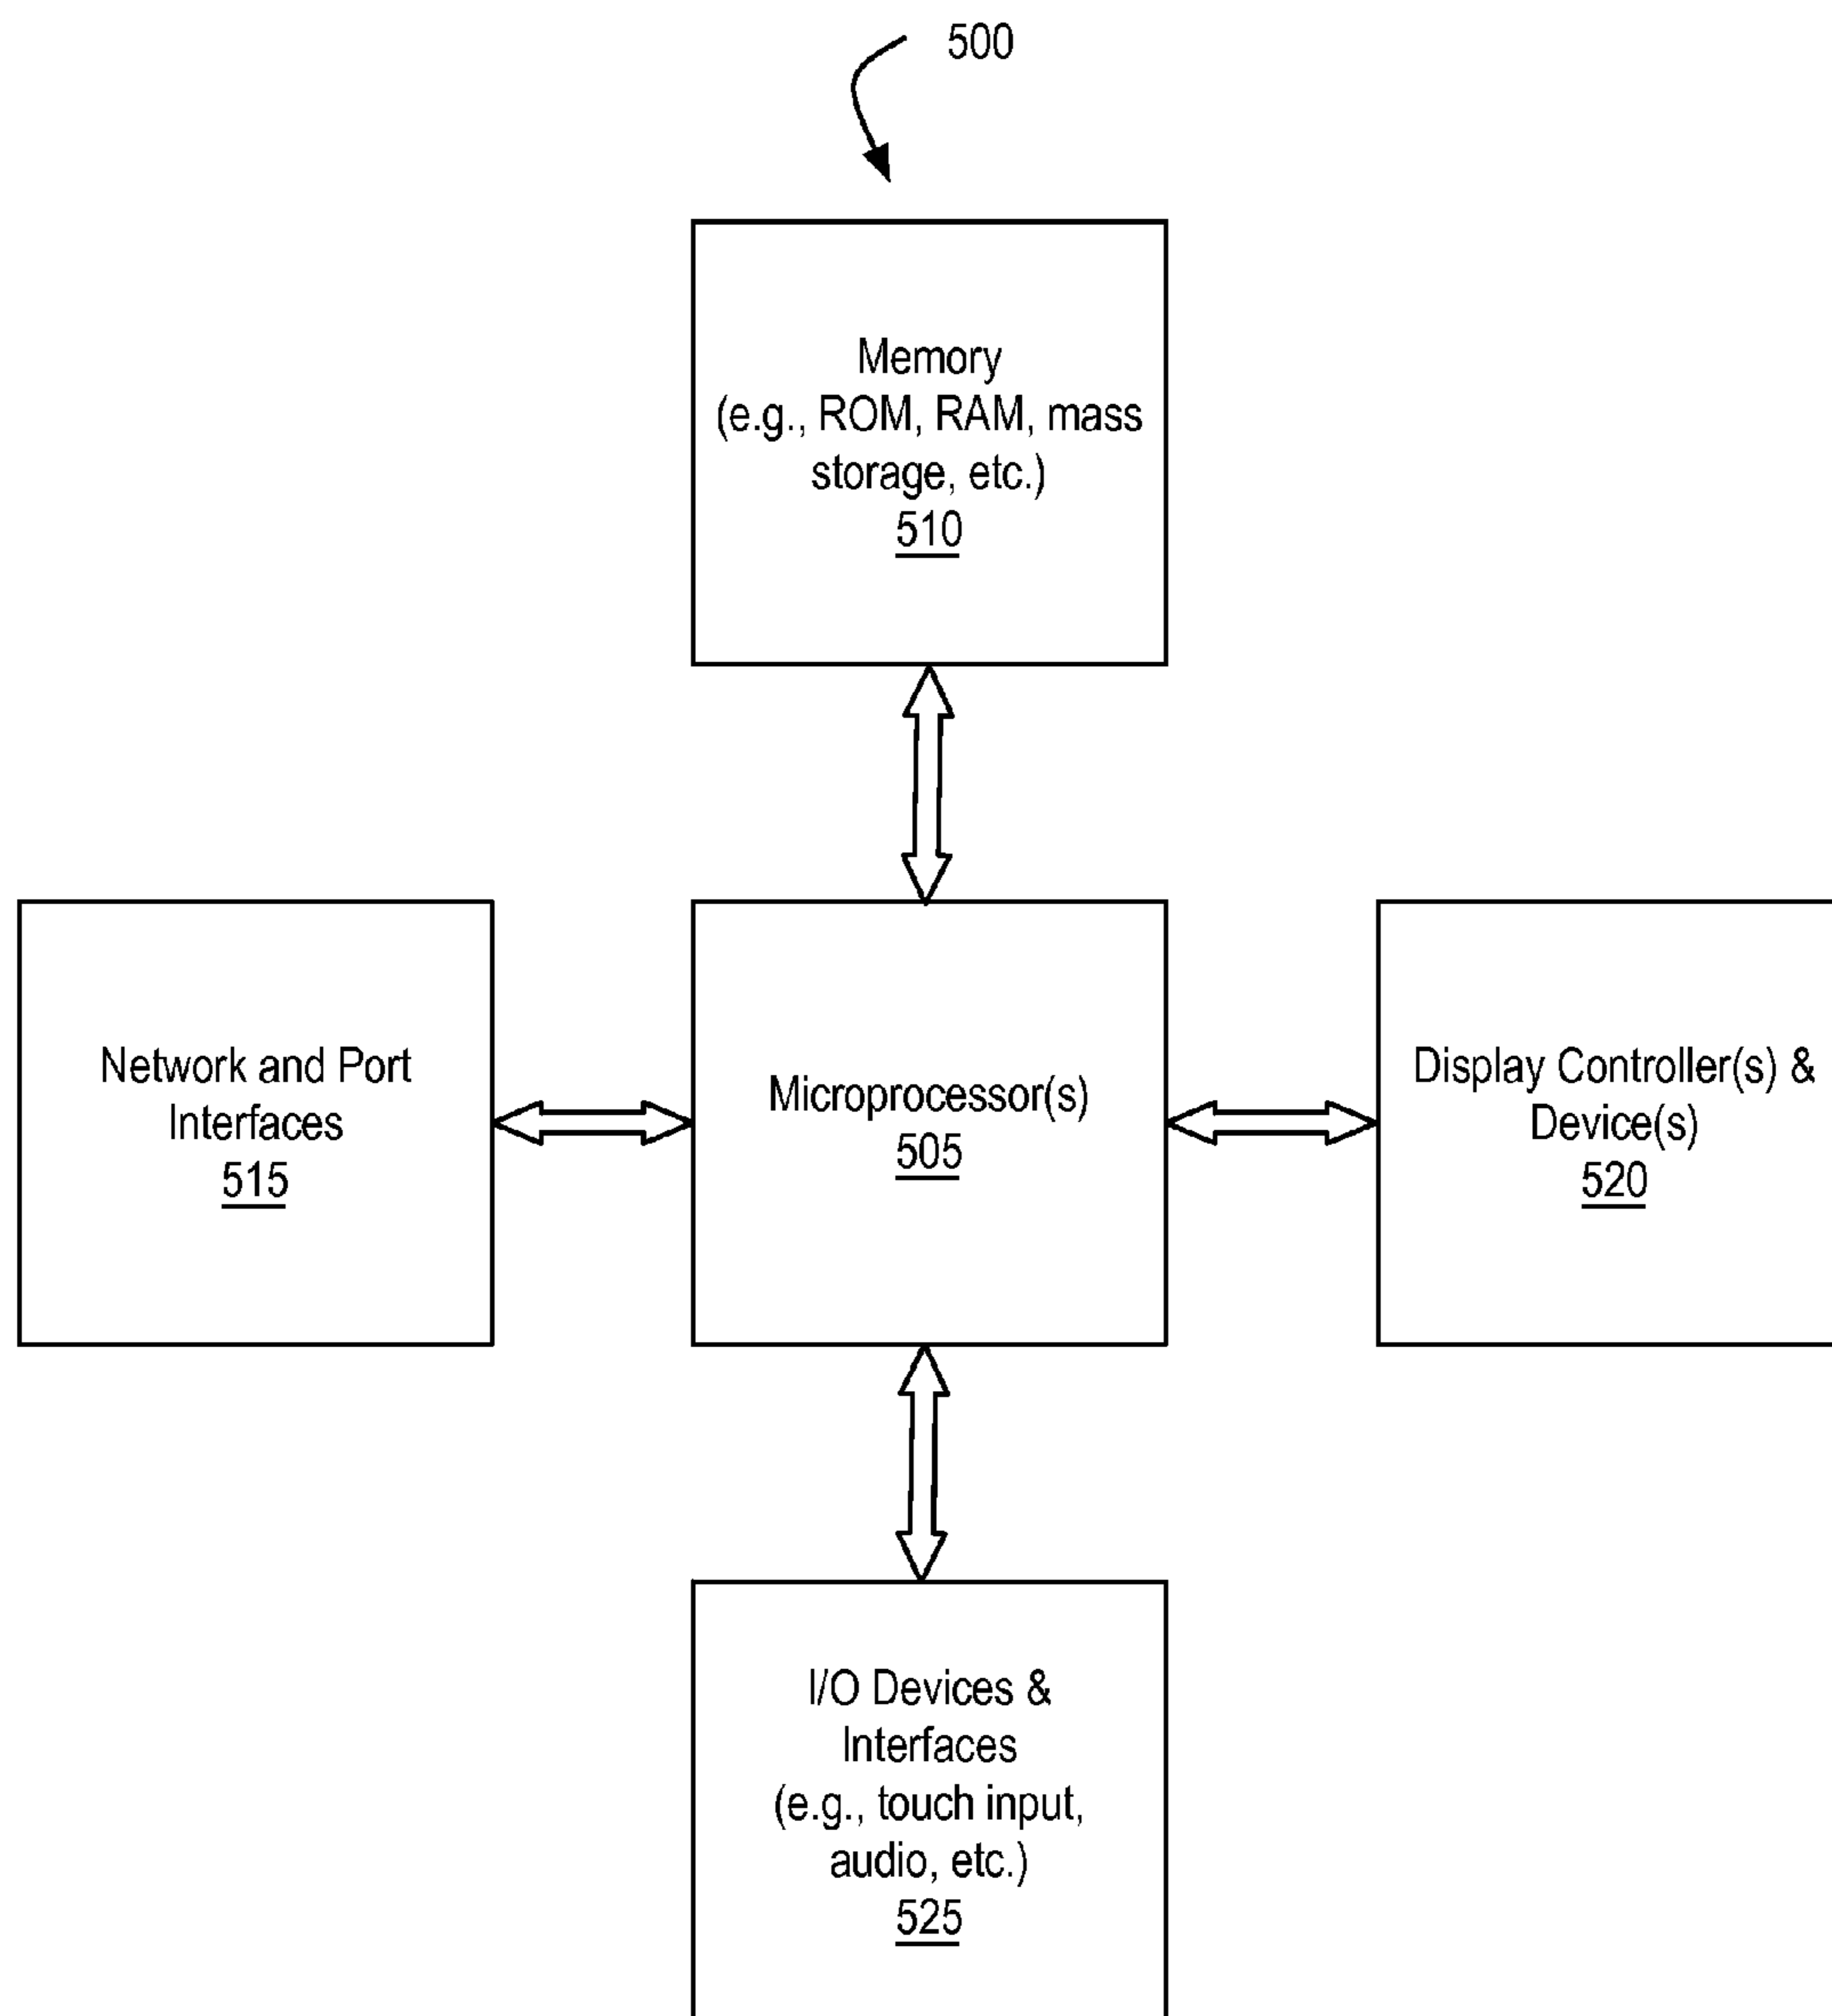 500
Memory
(e.g., ROM, RAM, mass
storage, etc.)
510
Network and Port
Interfaces
515
Microprocessor(s)
505
Display Controller(s) &
Device(s)
520
I/O Devices &
Interfaces
(e.g., touch input,
audio, etc.)
525